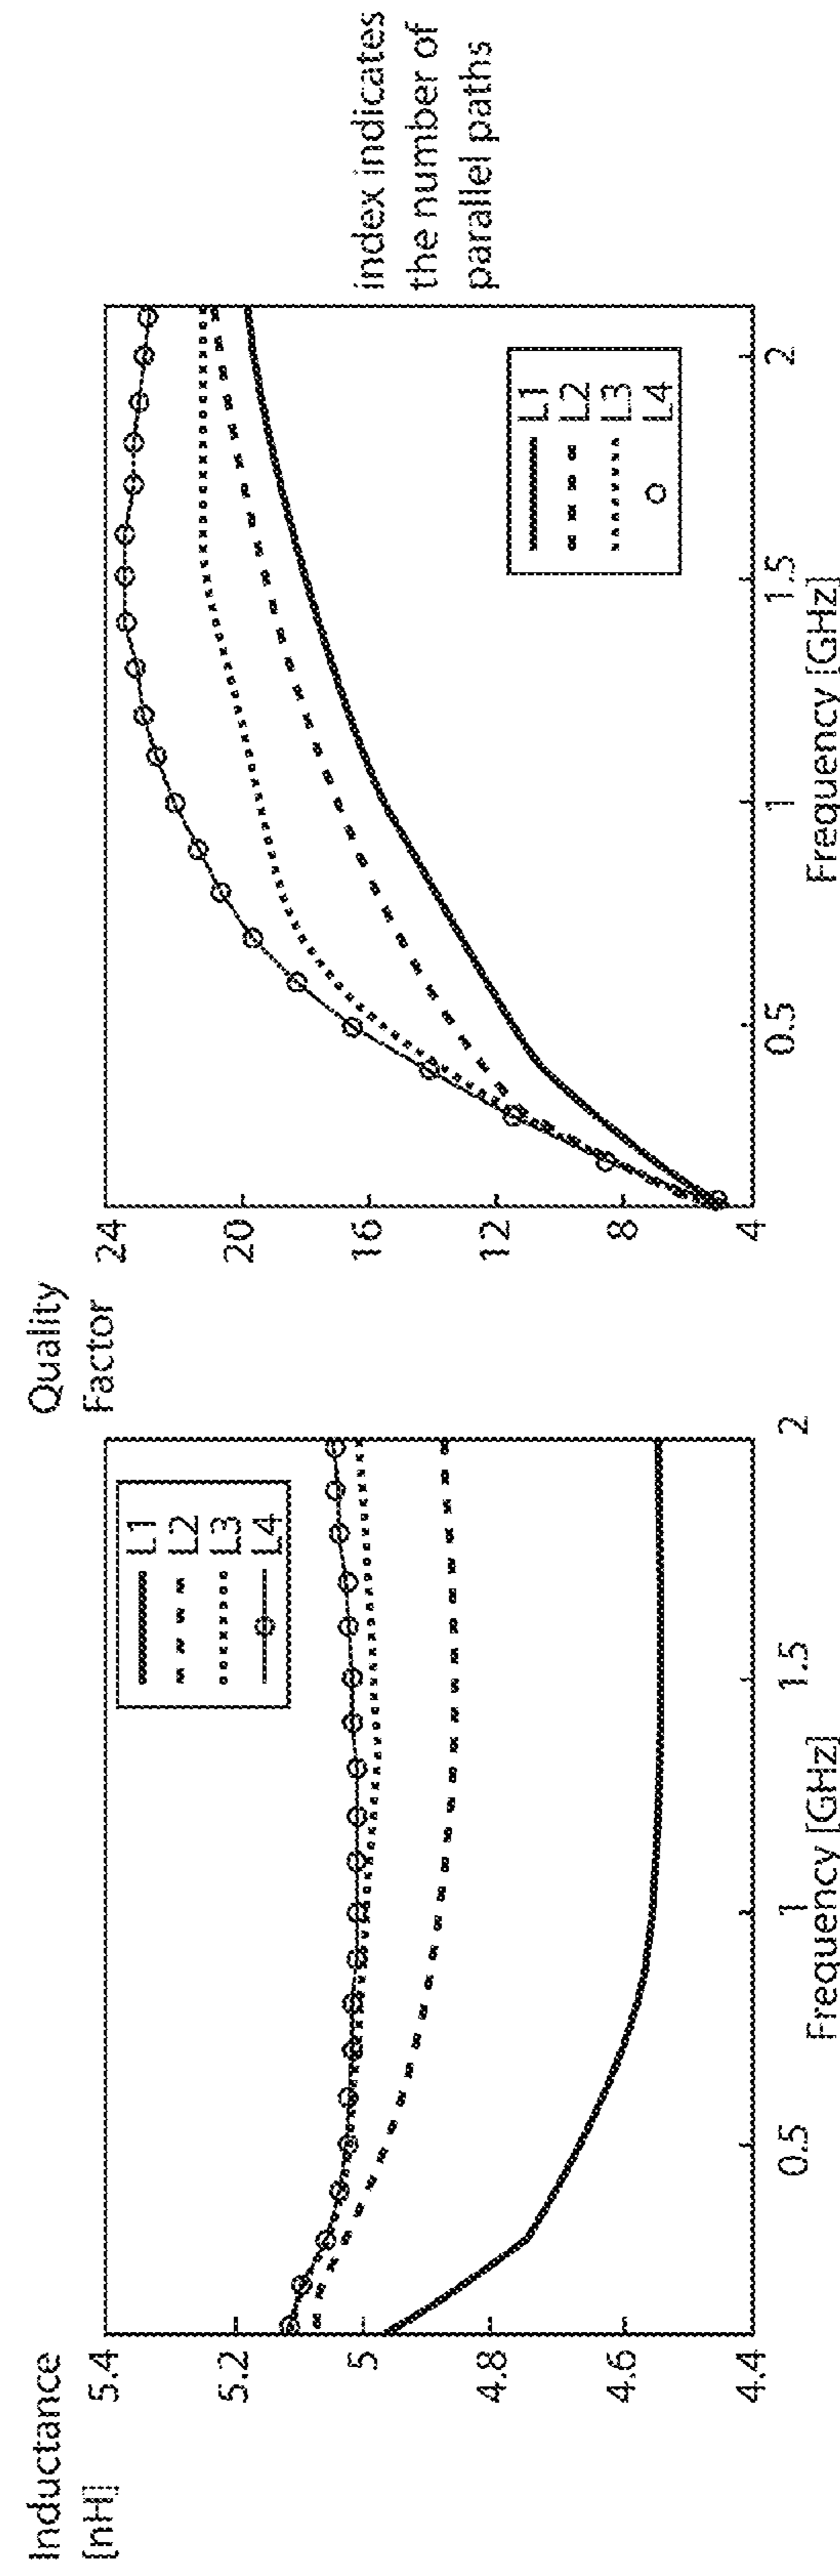 Inductance
[nH]
5.4
5.2
5
4.8
4.6
4.4
0.5
1
1.5
2
Frequency [GHz]
L1
L2
L3
L4
Quality
Factor
24
20
16
12
8
4
0.5
1
1.5
2
Frequency [GHz]
L1
L2
L3
L4
index indicates
the number of
parallel paths